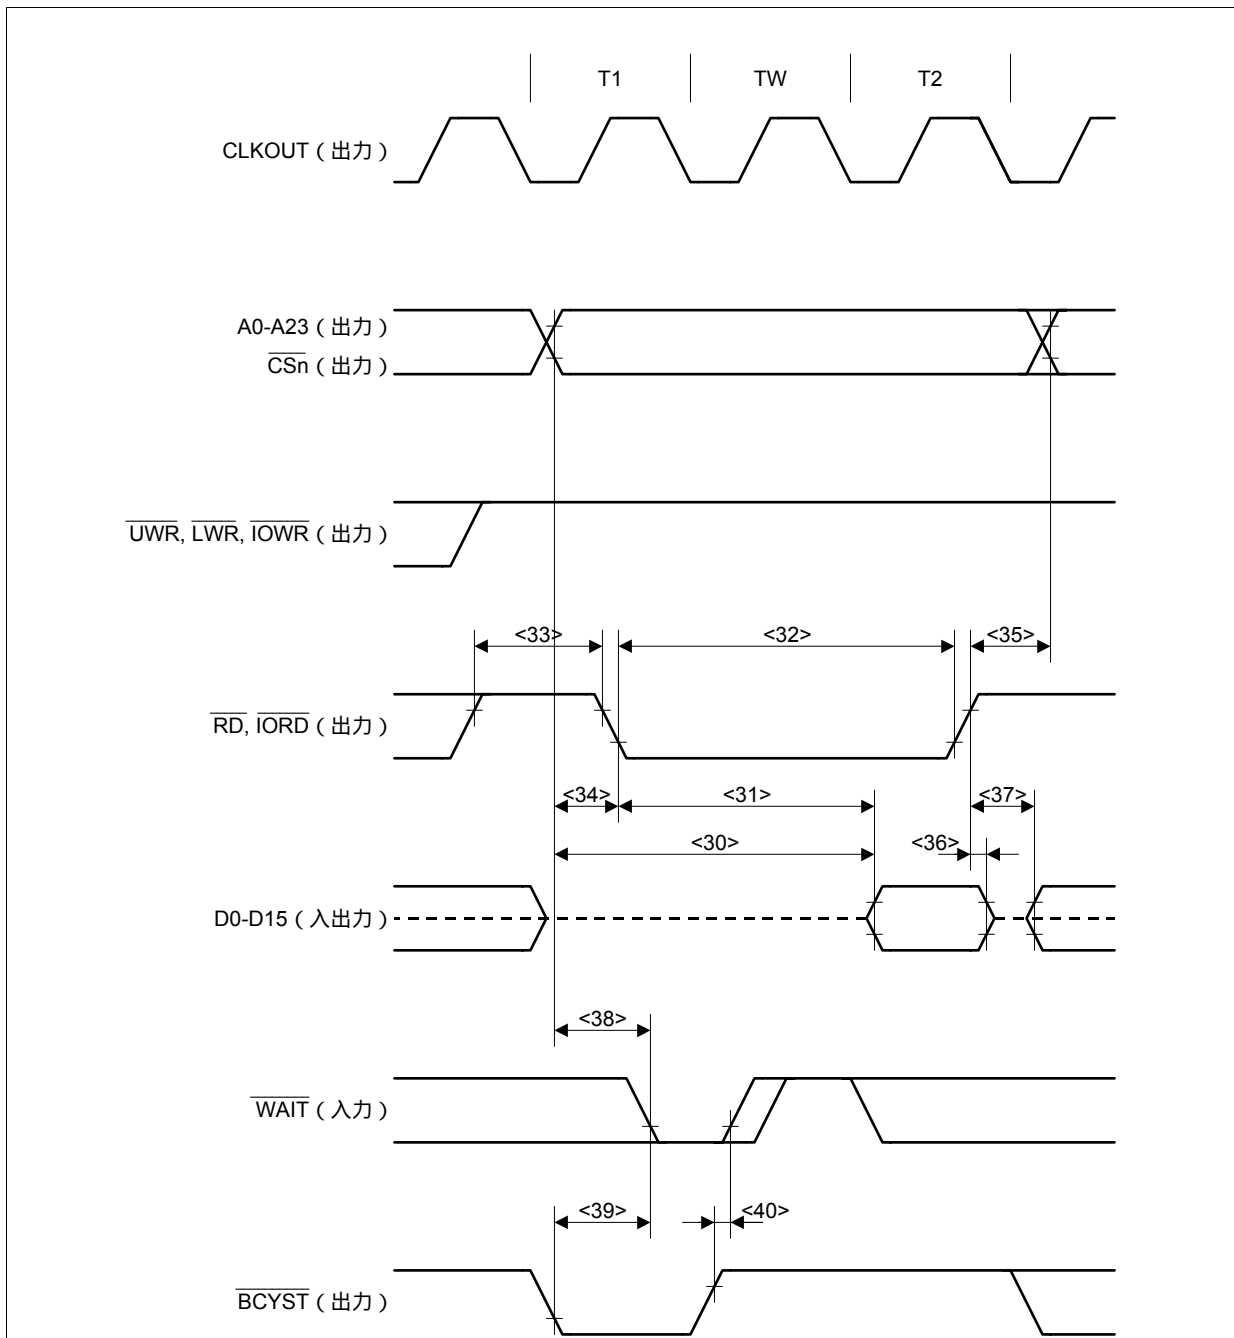 T1 TW T2
CLKOUT（出力）
A0-A23（出力）
CSn（出力）
UWR, LWR, IOWR（出力）
<33> <32> <35>
RD, IORD（出力）
<34> <31> <37>
<30> <36>
D0-D15（入出力）
<38>
WAIT（入力）
<39> <40>
BCYST（出力）